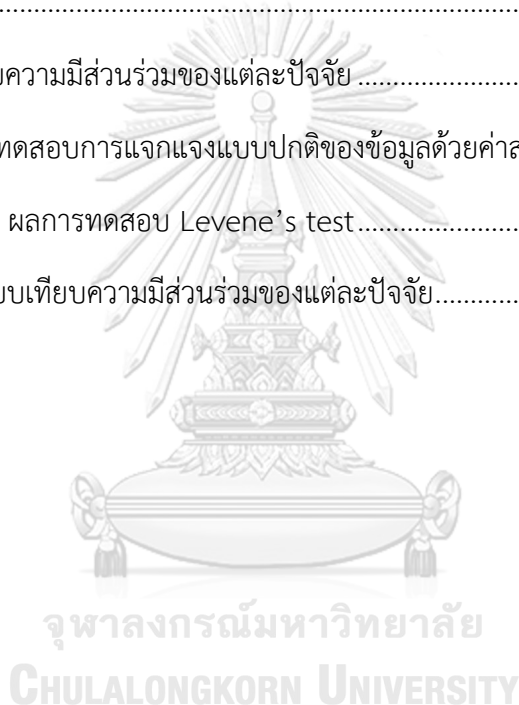 ..........................................................................
บความมีส่วนร่วมของแต่ละปัจจัย .......................
ทดสอบการแจกแจงแบบปกติของข้อมูลด้วยค่าส
ผลการทดสอบ Levene’s test.......................
บบเทียบความมีส่วนร่วมของแต่ละปัจจัย............
จุฬาลงกรณ์มหาวิทยาลัย
CHULALONGKORN UNIVERSITY